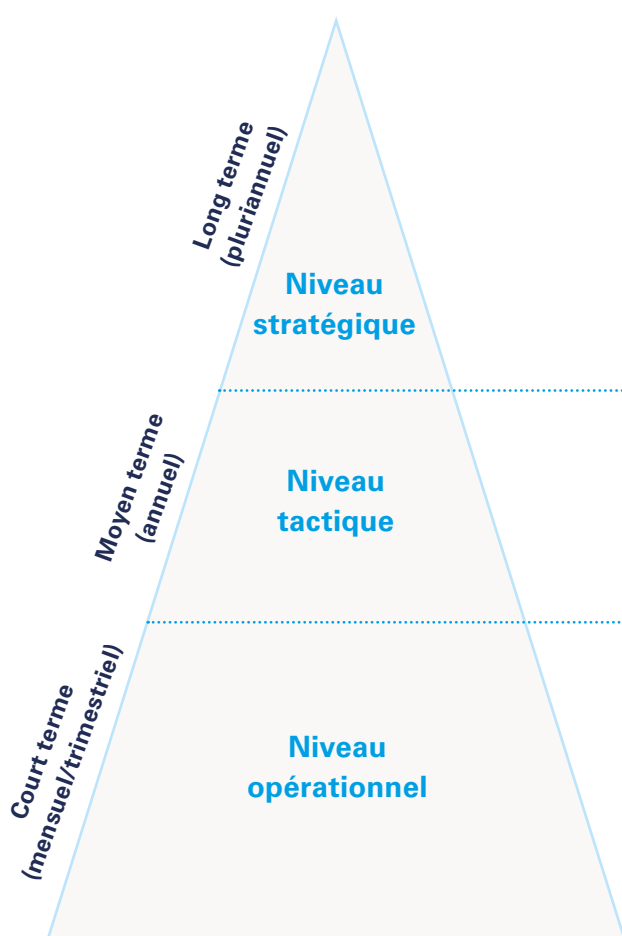 Long terme
(pluriannuel)
Niveau
stratégique
Moyen terme
(annuel)
Niveau
tactique
Court terme
(mensuel/trimestriel)
Niveau
opérationnel